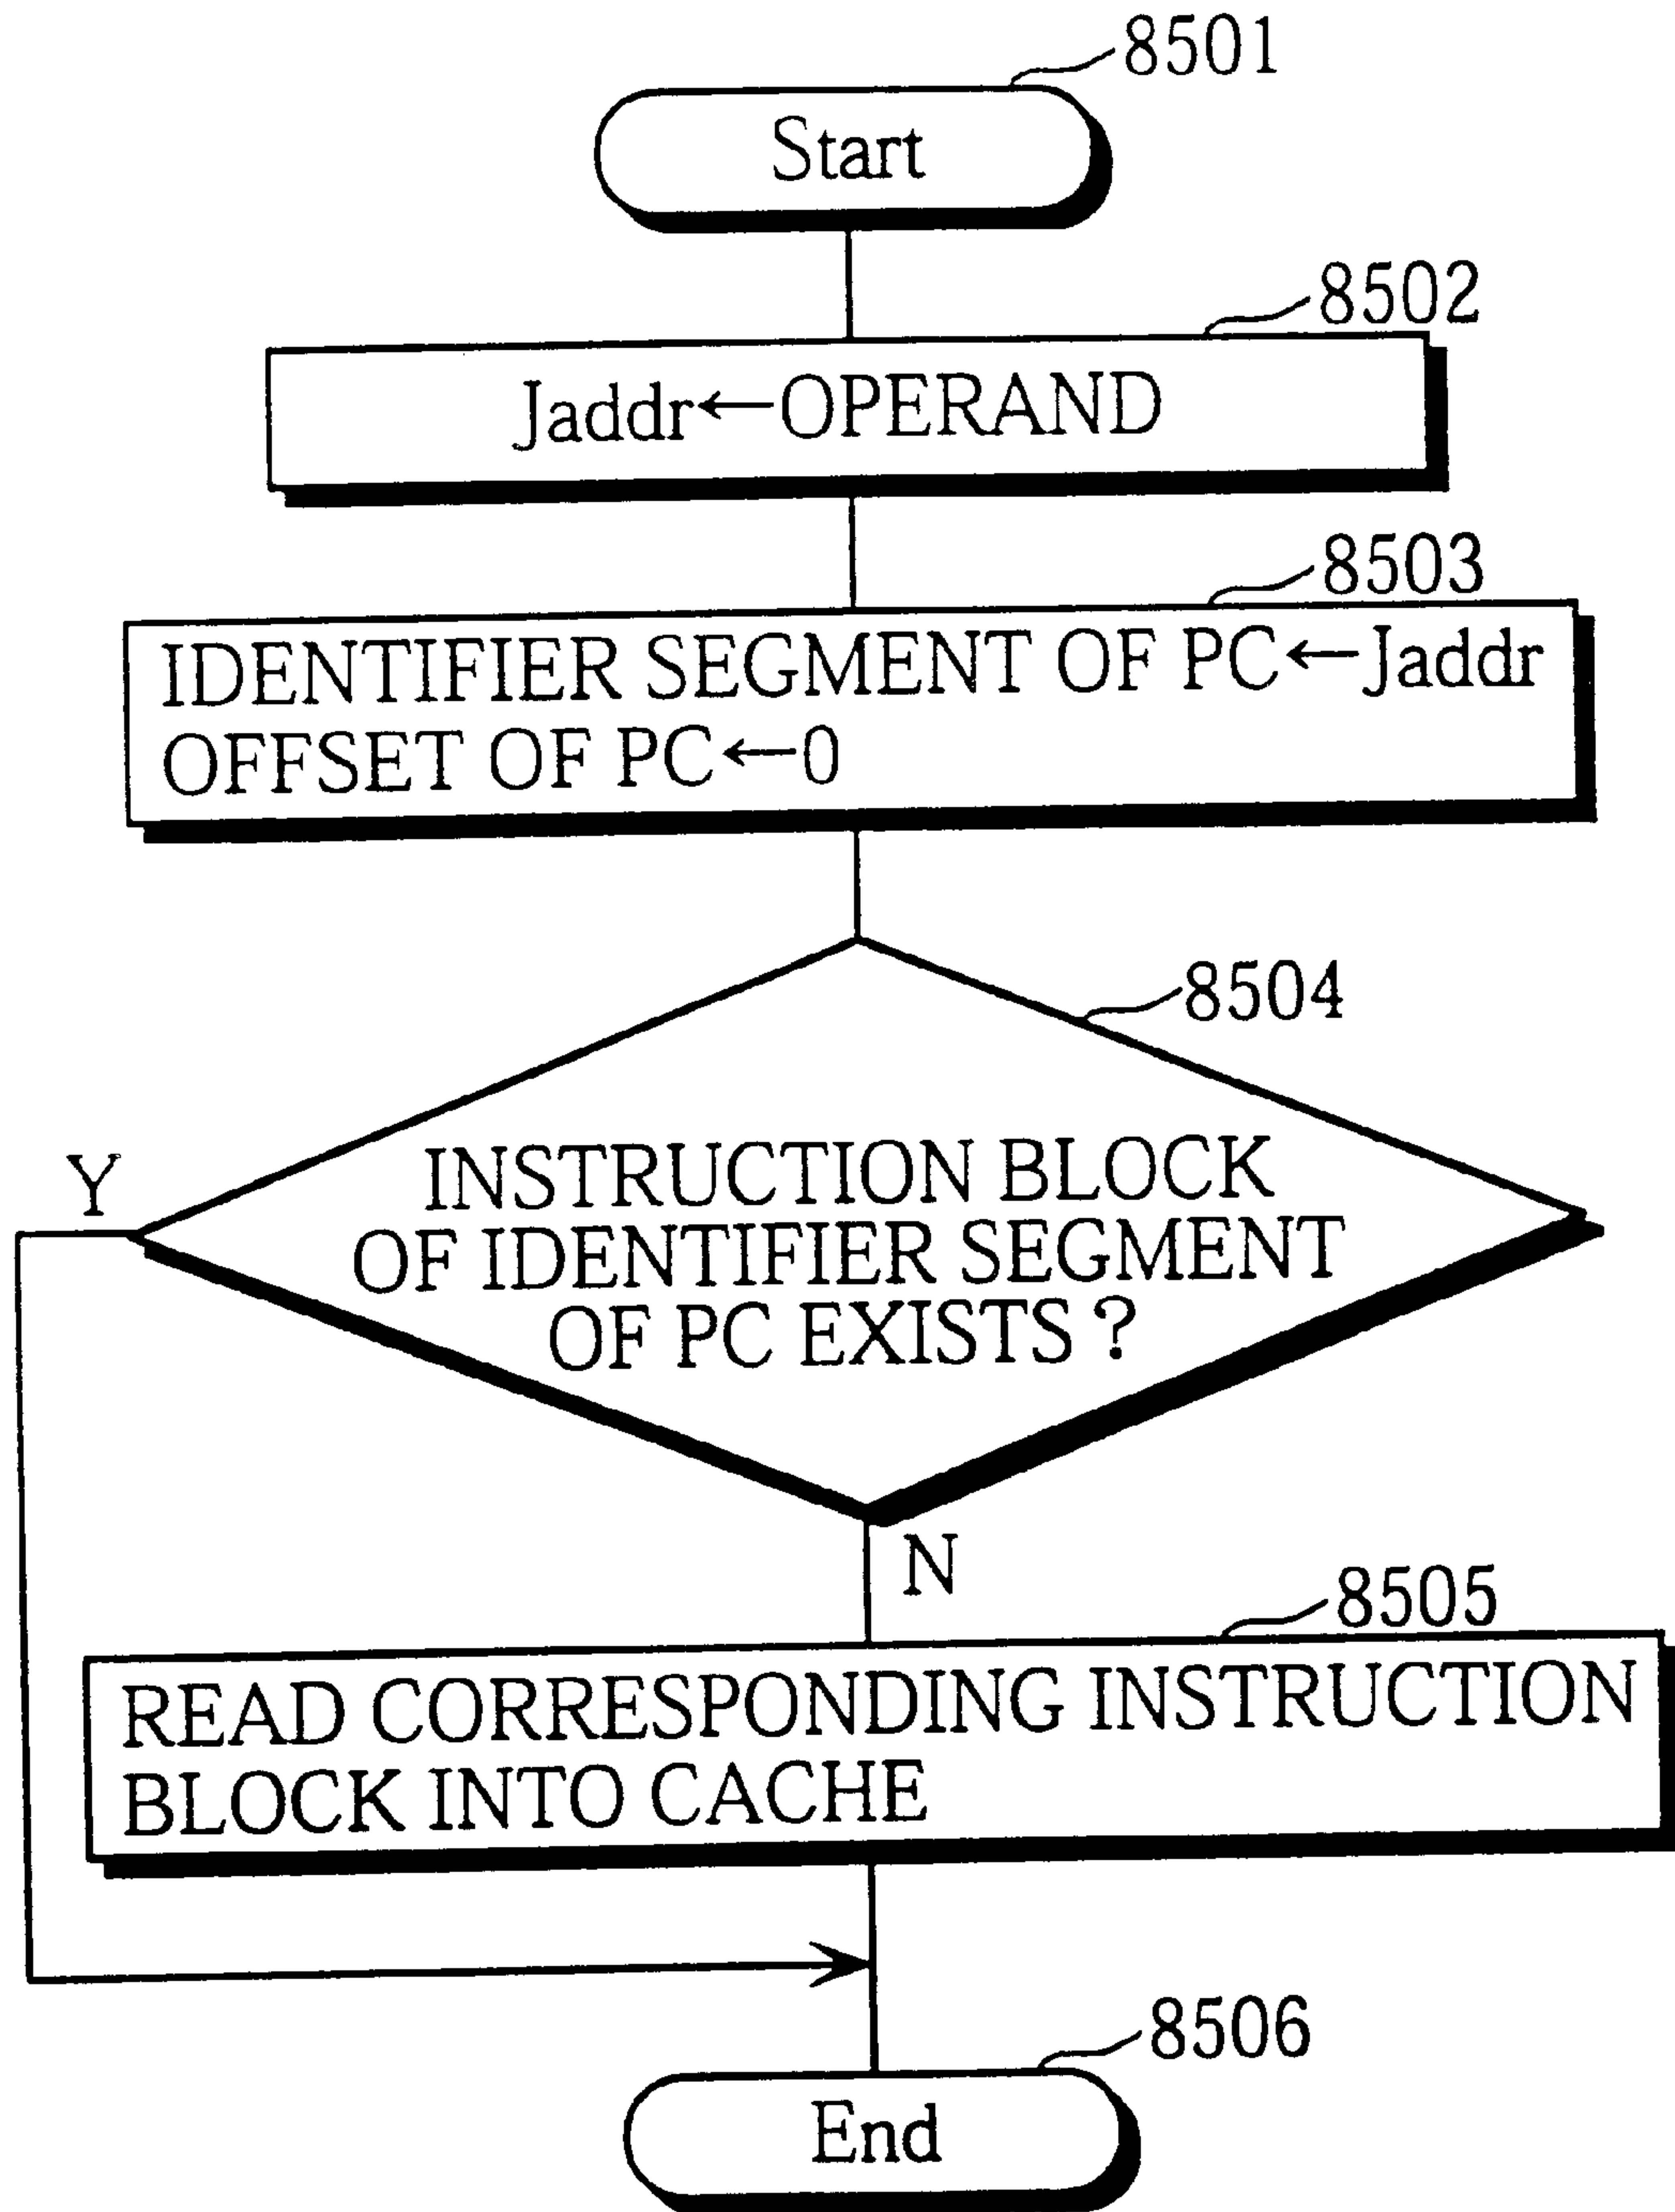 8501
Start
8502
Jaddr←OPERAND
8503
IDENTIFIER SEGMENT OF PC←Jaddr
OFFSET OF PC←0
8504
Y
INSTRUCTION BLOCK
OF IDENTIFIER SEGMENT
OF PC EXISTS ?
N
8505
READ CORRESPONDING INSTRUCTION
BLOCK INTO CACHE
8506
End